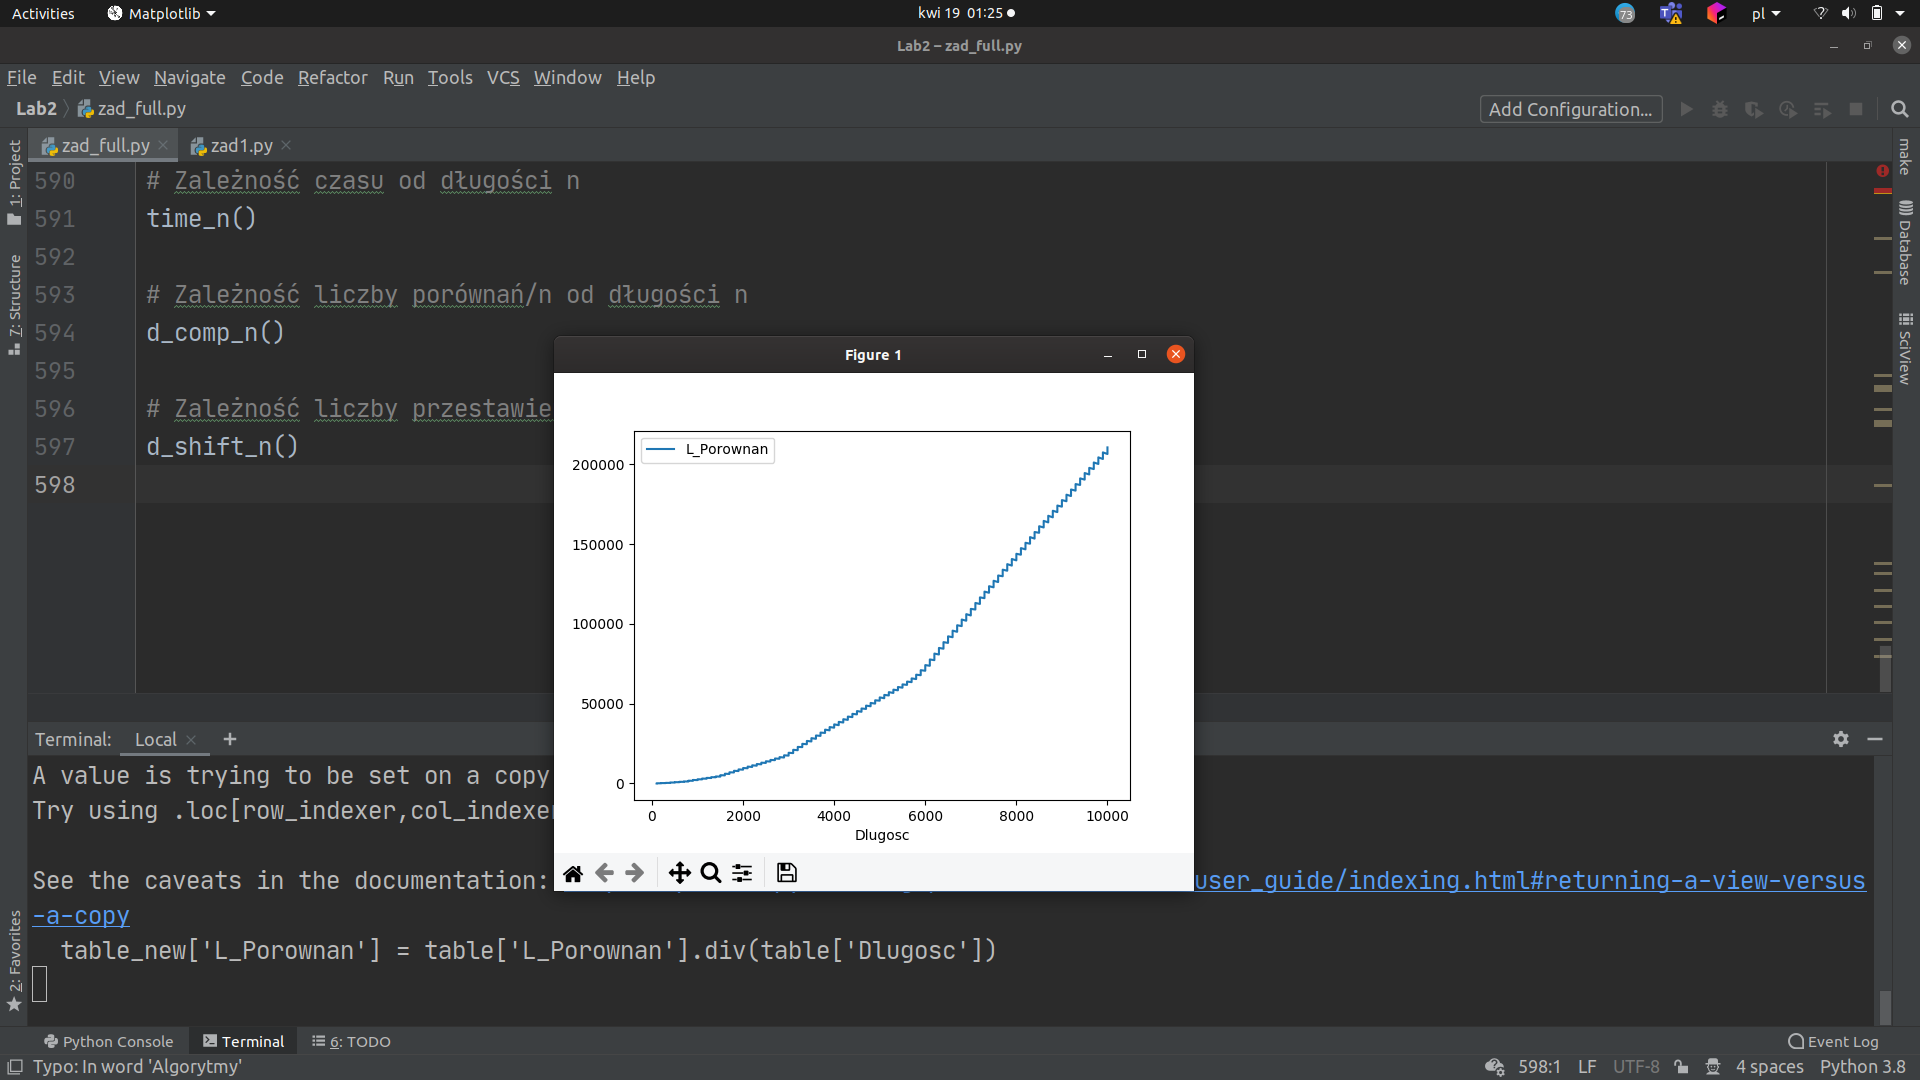 Activities Matplotlib kwi 19 01:25 73 pl
Lab2 – zad_full.py
File Edit View Navigate Code Refactor Run Tools VCS Window Help
Lab2 zad_full.py Add Configuration...
zad_full.py zad1.py
1: Project
7: Structure
2: Favorites
make
Database
SciView
590 # Zależność czasu od długości n
591 time_n()
592
593 # Zależność liczby porównań/n od długości n
594 d_comp_n()
595
596 # Zależność liczby przestawie
597 d_shift_n()
598
Figure 1
L_Porownan
200000
150000
100000
50000
0
0 2000 4000 6000 8000 10000
Dlugosc
Terminal: Local +
A value is trying to be set on a copy
Try using .loc[row_indexer,col_indexer
See the caveats in the documentation: user_guide/indexing.html#returning-a-view-versus
-a-copy
table_new['L_Porownan'] = table['L_Porownan'].div(table['Dlugosc'])
Python Console Terminal 6: TODO Event Log
Typo: In word 'Algorytmy' 598:1 LF UTF-8 4 spaces Python 3.8